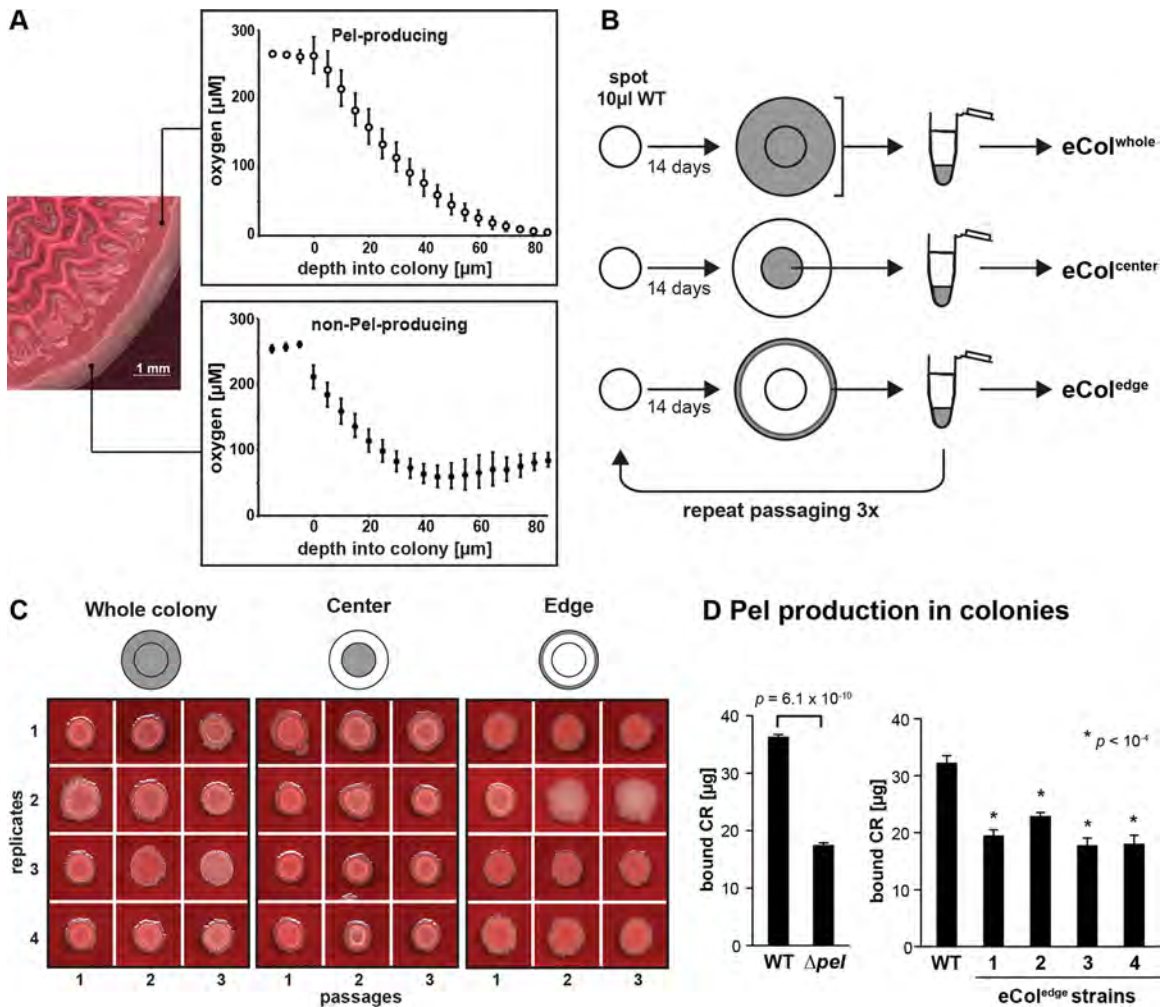 A
Pel-producing
oxygen [µM]
300
200
100
0
0 20 40 60 80
depth into colony [µm]
1 mm
non-Pel-producing
oxygen [µM]
300
200
100
0
0 20 40 60 80
depth into colony [µm]
B
spot
10µl WT
14 days
eCol^whole
14 days
eCol^center
14 days
eCol^edge
repeat passaging 3x
C
Whole colony Center Edge
replicates
1
2
3
4
1 2 3 1 2 3 1 2 3
passages
D Pel production in colonies
p = 6.1 x 10^-10
bound CR [µg]
40
30
20
10
0
WT Δpel
* p < 10^-4
bound CR [µg]
40
30
20
10
0
* * * *
WT 1 2 3 4
eCol^edge strains